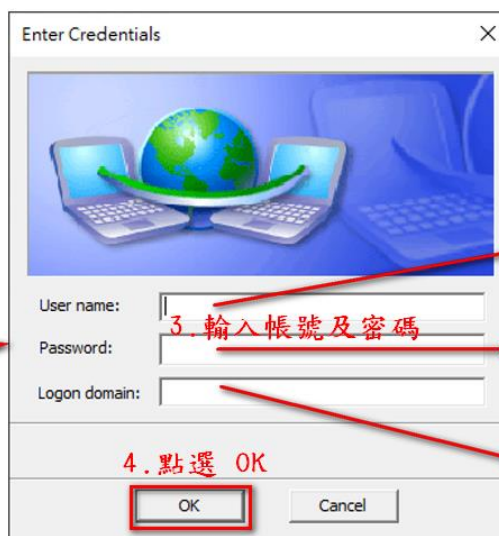 Enter Credentials
User name:
3.輸入帳號及密碼
Password:
Logon domain:
4.點選 OK
OK
Cancel